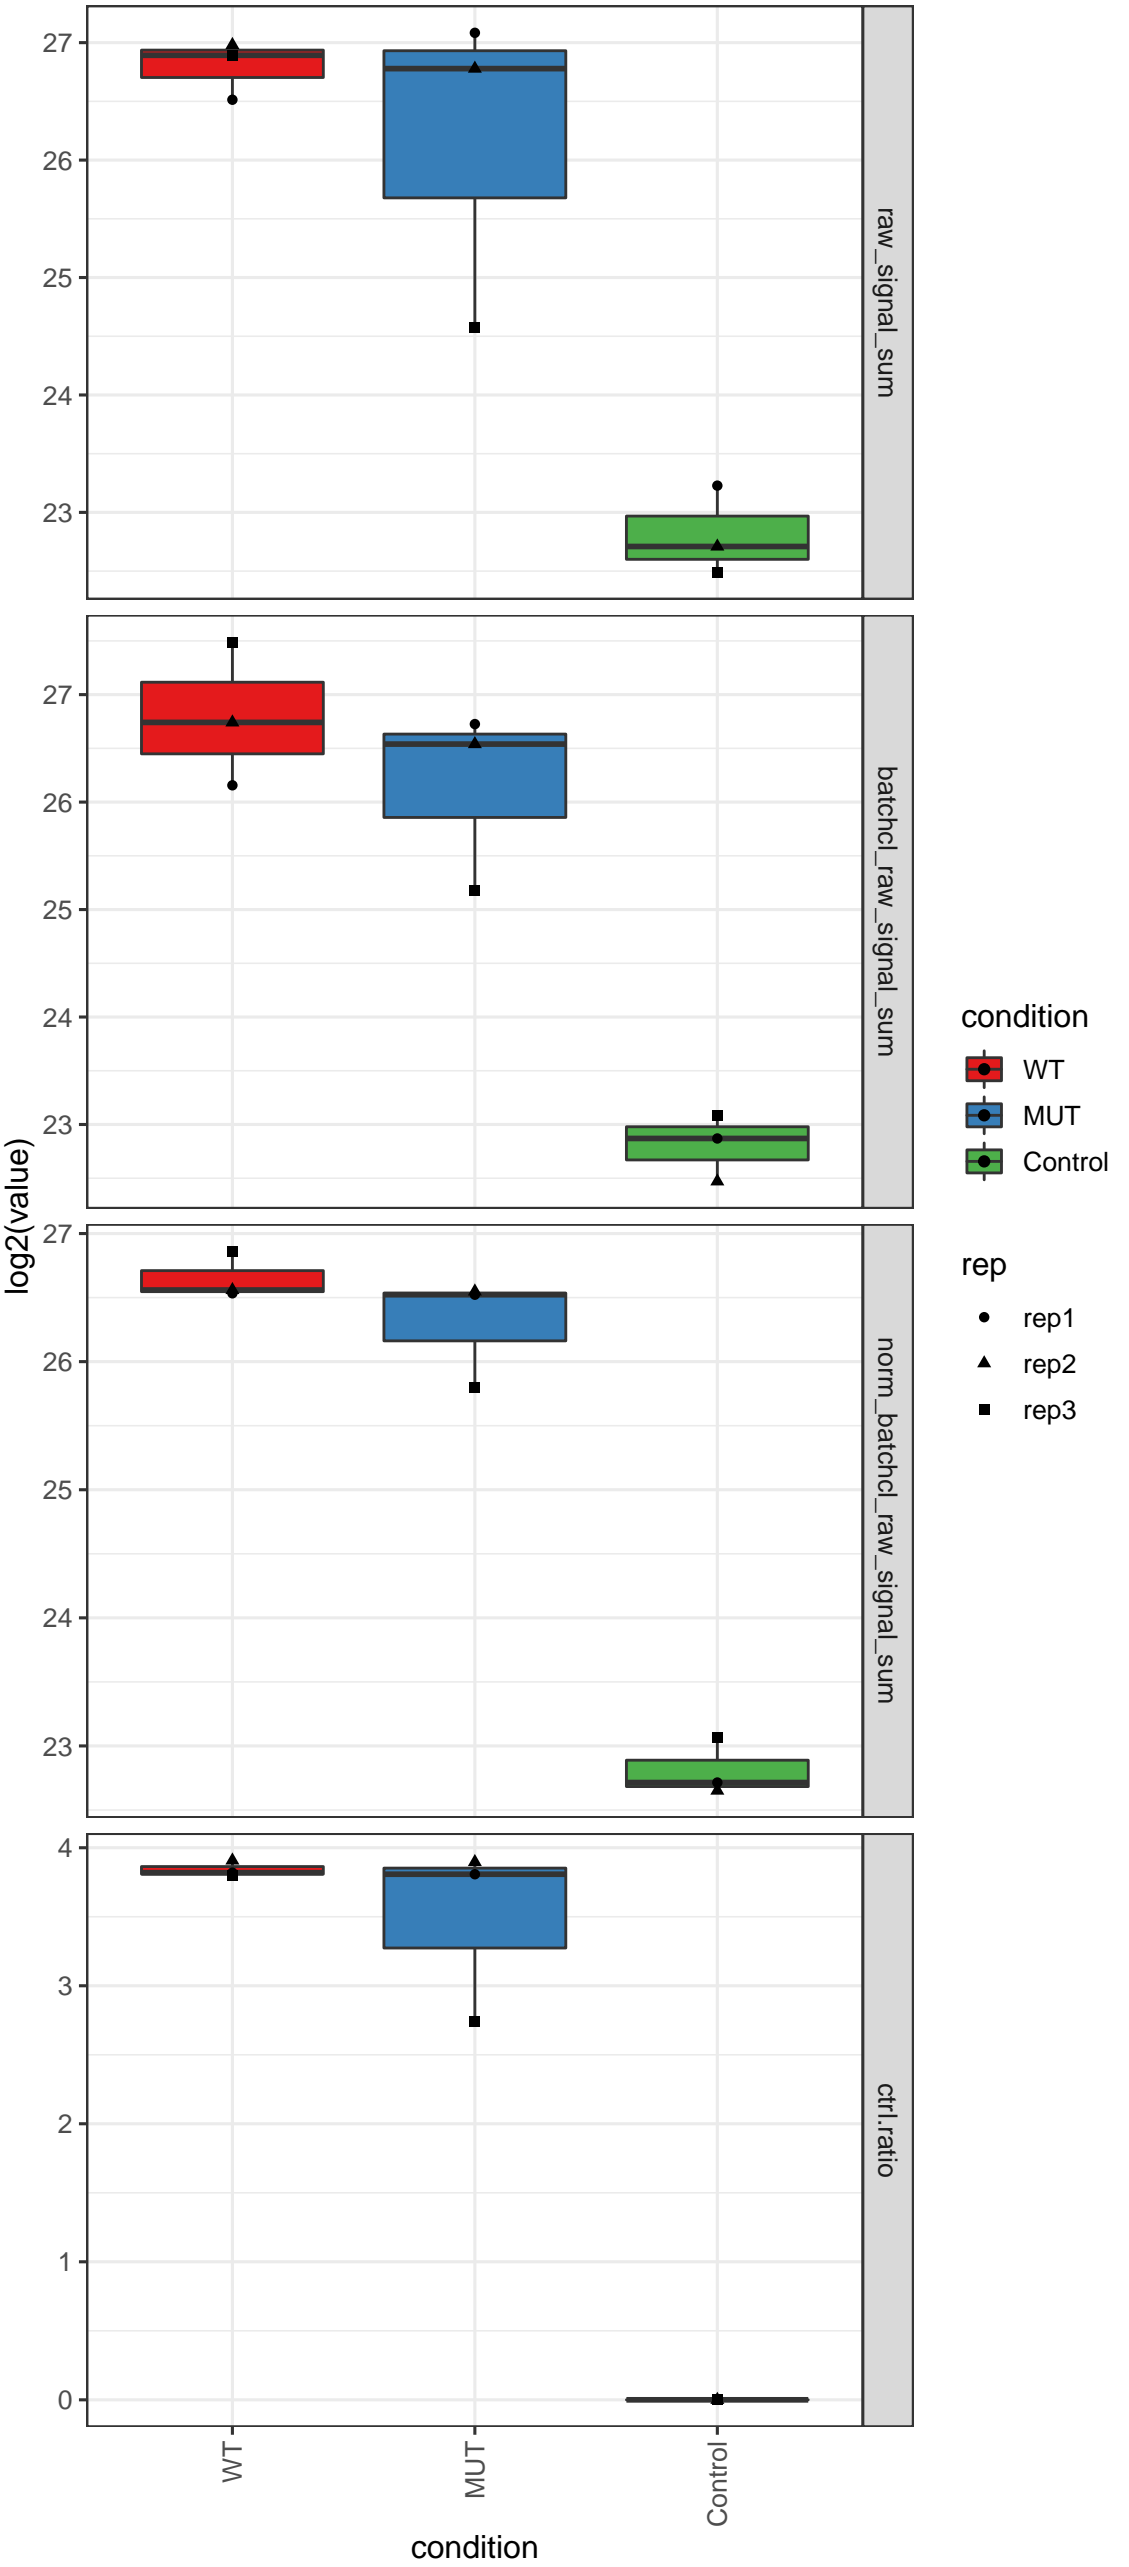 log2(value)
27
26
25
24
23
raw_signal_sum
27
26
25
24
23
batchcl_raw_signal_sum
27
26
25
24
23
norm_batchcl_raw_signal_sum
4
3
2
1
0
ctrl.ratio
WT
MUT
Control
condition
condition
WT
MUT
Control
rep
rep1
rep2
rep3